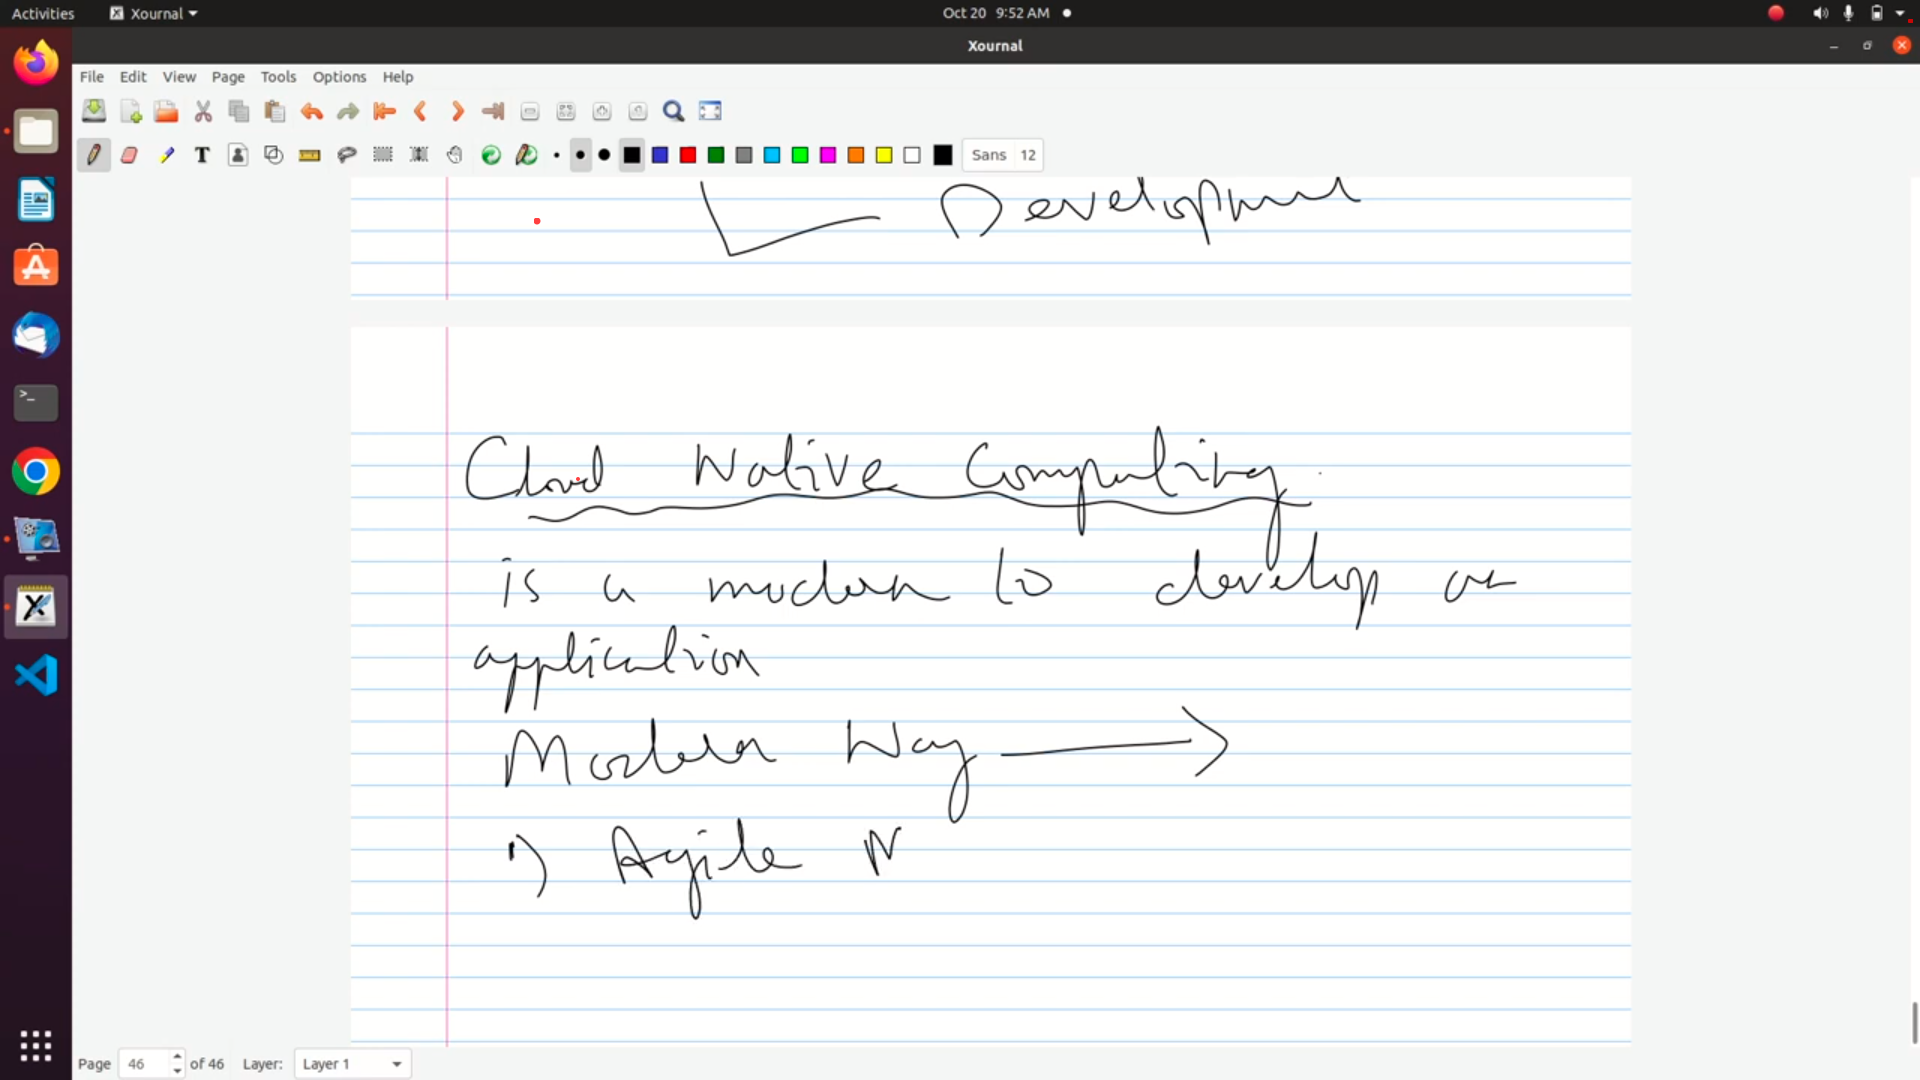 Activities Xournal Oct 20 9:52 AM
Xournal
File Edit View Page Tools Options Help
Sans 12
Development
Cloud Native Computing
is a modern to develop an
application
Modern Way
1) Agile
Page 46 of 46 Layer: Layer 1